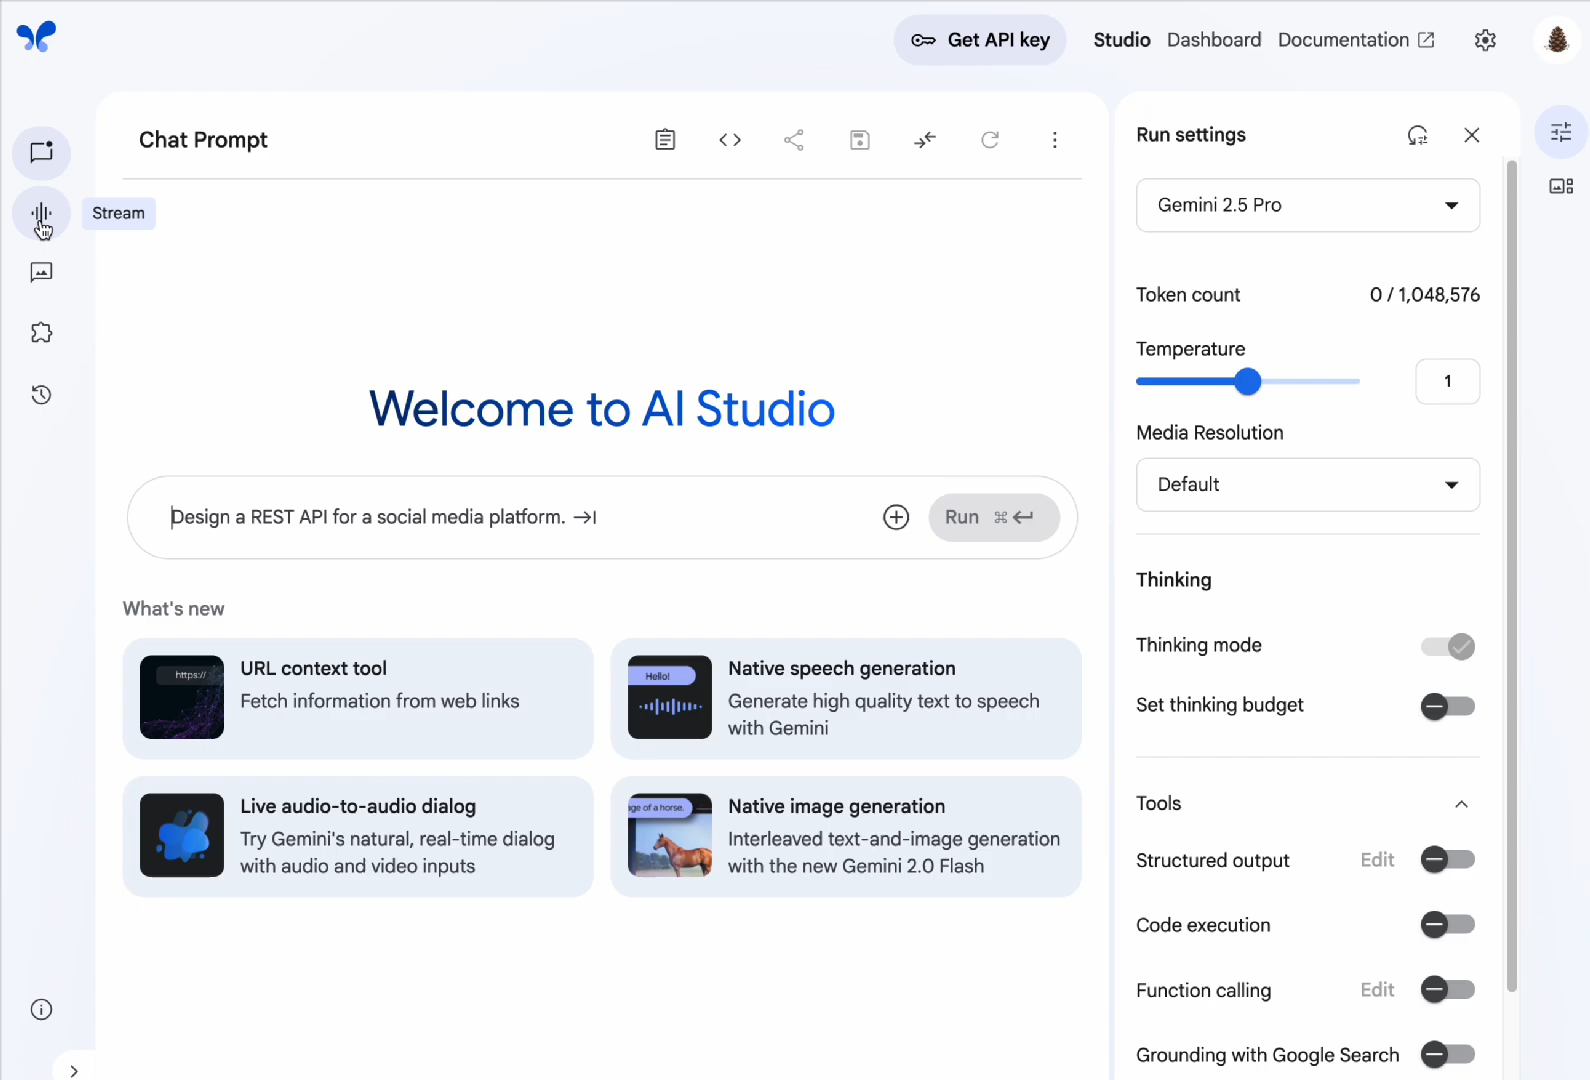 Get API key
Studio
Dashboard
Documentation
Chat Prompt
Stream
Welcome to AI Studio
Design a REST API for a social media platform.
Run ⌘
What's new
https://
URL context tool
Fetch information from web links
Hello!
Native speech generation
Generate high quality text to speech
with Gemini
Live audio-to-audio dialog
Try Gemini's natural, real-time dialog
with audio and video inputs
ge of a horse.
Native image generation
Interleaved text-and-image generation
with the new Gemini 2.0 Flash
Run settings
Gemini 2.5 Pro
Token count 0 / 1,048,576
Temperature
1
Media Resolution
Default
Thinking
Thinking mode
Set thinking budget
Tools
Structured output Edit
Code execution
Function calling Edit
Grounding with Google Search